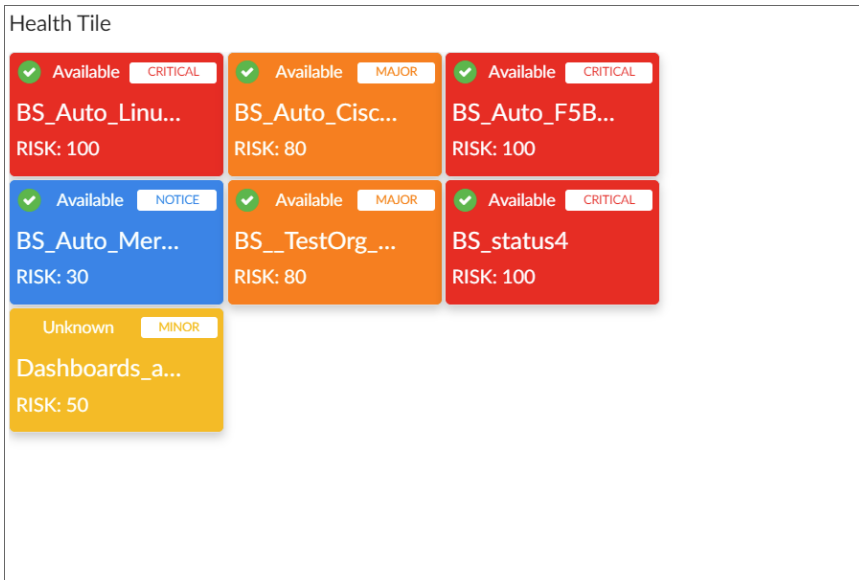 Health Tile
Available CRITICAL
BS_Auto_Linu...
RISK: 100
Available MAJOR
BS_Auto_Cisc...
RISK: 80
Available CRITICAL
BS_Auto_F5B...
RISK: 100
Available NOTICE
BS_Auto_Mer...
RISK: 30
Available MAJOR
BS__TestOrg_...
RISK: 80
Available CRITICAL
BS_status4
RISK: 100
Unknown MINOR
Dashboards_a...
RISK: 50